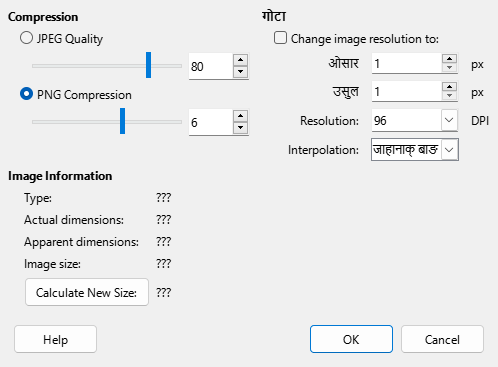 Compression
JPEG Quality
80
PNG Compression
6
गोटा
Change image resolution to:
ओसार 1 px
उसुल 1 px
Resolution: 96 DPI
Interpolation: जाहानाक् बाङ
Image Information
Type: ???
Actual dimensions: ???
Apparent dimensions: ???
Image size: ???
Calculate New Size: ???
Help
OK
Cancel